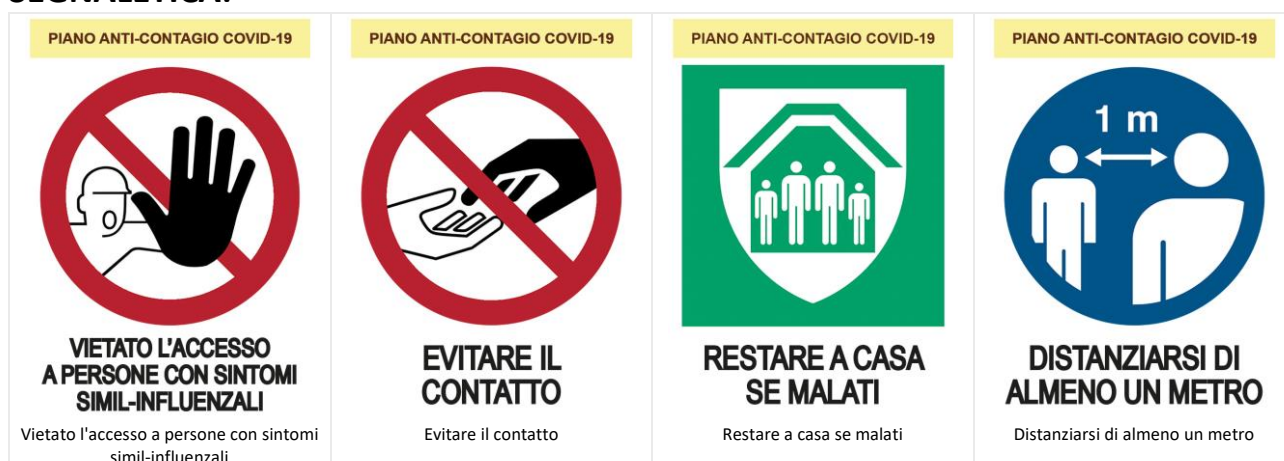 SEGNALETICA:
PIANO ANTI-CONTAGIO COVID-19
VIETATO L'ACCESSO
A PERSONE CON SINTOMI
SIMIL-INFLUENZALI
Vietato l'accesso a persone con sintomi
simil-influenzali
PIANO ANTI-CONTAGIO COVID-19
EVITARE IL
CONTATTO
Evitare il contatto
PIANO ANTI-CONTAGIO COVID-19
RESTARE A CASA
SE MALATI
Restare a casa se malati
PIANO ANTI-CONTAGIO COVID-19
1 m
DISTANZIARSI DI
ALMENO UN METRO
Distanziarsi di almeno un metro